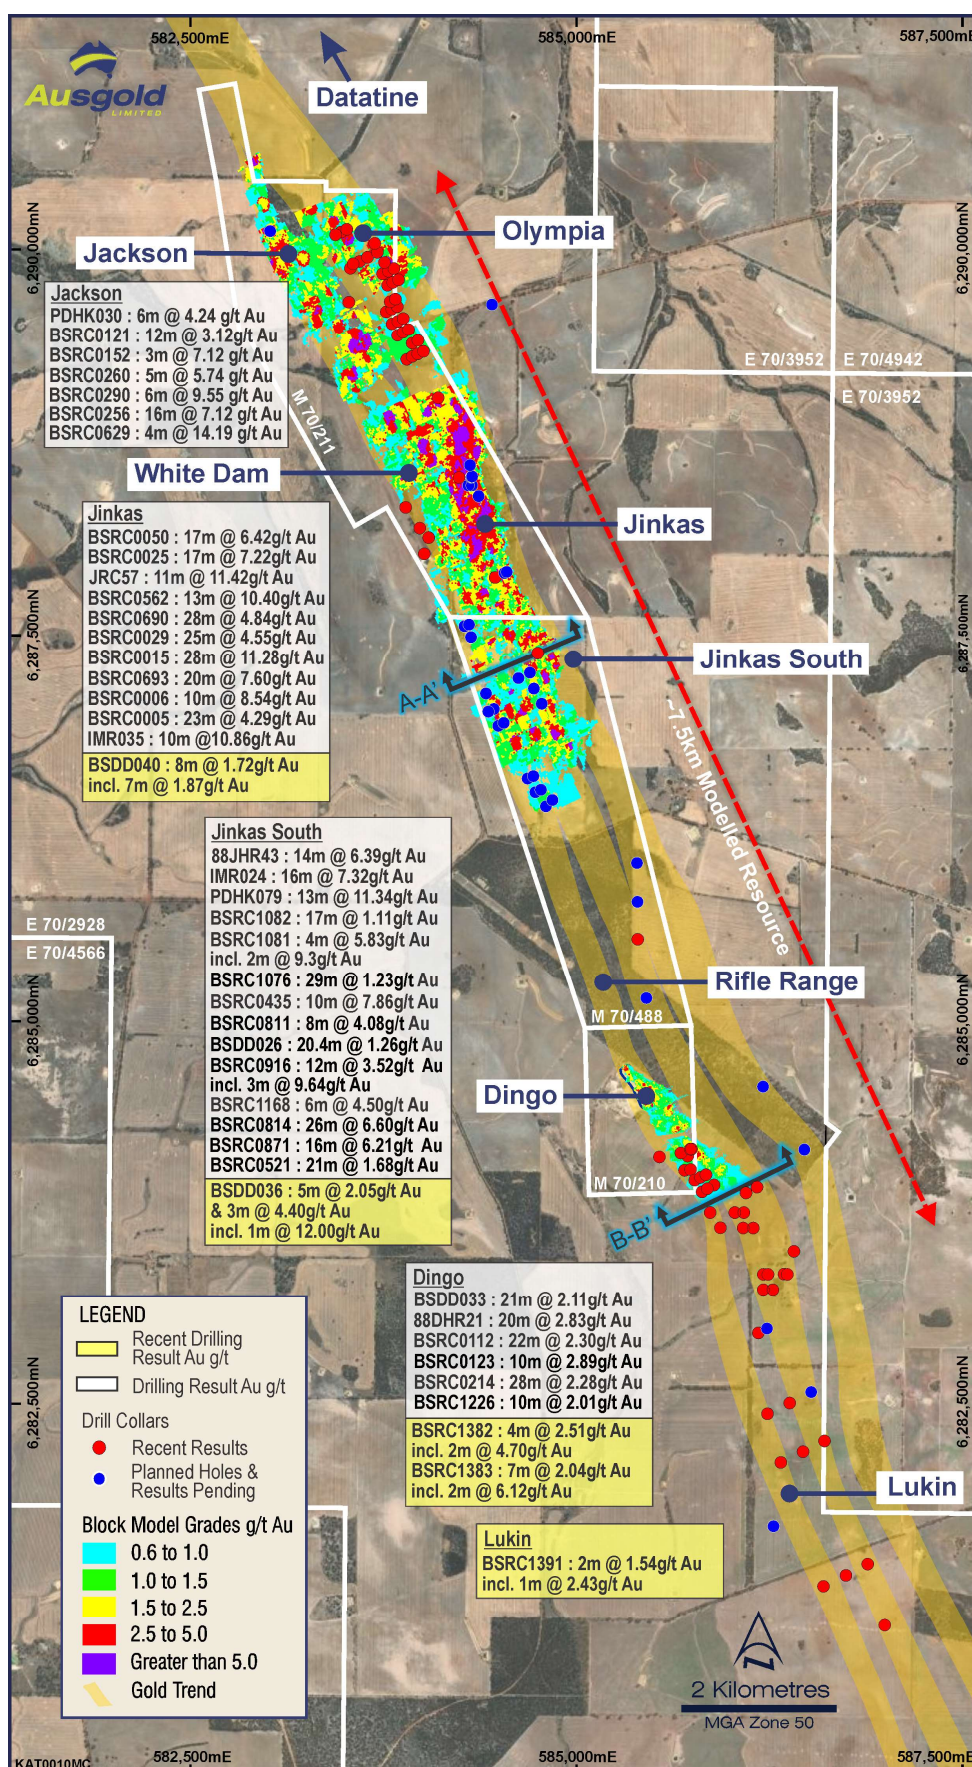 582,500mE
585,000mE
587,500mE
Ausgold
LIMITED
Datatine
Olympia
Jackson
6,290,000mN
6,290,000mN
Jackson
PDHK030 : 6m @ 4.24 g/t Au
BSRC0121 : 12m @ 3.12g/t Au
BSRC0152 : 3m @ 7.12 g/t Au
BSRC0260 : 5m @ 5.74 g/t Au
BSRC0290 : 6m @ 9.55 g/t Au
BSRC0256 : 16m @ 7.12 g/t Au
BSRC0629 : 4m @ 14.19 g/t Au
E 70/3952
E 70/4942
E 70/3952
M 70/211
White Dam
Jinkas
Jinkas
BSRC0050 : 17m @ 6.42g/t Au
BSRC0025 : 17m @ 7.22g/t Au
JRC57 : 11m @ 11.42g/t Au
BSRC0562 : 13m @ 10.40g/t Au
BSRC0690 : 28m @ 4.84g/t Au
BSRC0029 : 25m @ 4.55g/t Au
BSRC0015 : 28m @ 11.28g/t Au
BSRC0693 : 20m @ 7.60g/t Au
BSRC0006 : 10m @ 8.54g/t Au
BSRC0005 : 23m @ 4.29g/t Au
IMR035 : 10m @10.86g/t Au
BSDD040 : 8m @ 1.72g/t Au
incl. 7m @ 1.87g/t Au
6,287,500mN
6,287,500mN
Jinkas South
A-A'
~7.5km Modelled Resource
Jinkas South
88JHR43 : 14m @ 6.39g/t Au
IMR024 : 16m @ 7.32g/t Au
PDHK079 : 13m @ 11.34g/t Au
BSRC1082 : 17m @ 1.11g/t Au
BSRC1081 : 4m @ 5.83g/t Au
incl. 2m @ 9.3g/t Au
BSRC1076 : 29m @ 1.23g/t Au
BSRC0435 : 10m @ 7.86g/t Au
BSRC0811 : 8m @ 4.08g/t Au
BSDD026 : 20.4m @ 1.26g/t Au
BSRC0916 : 12m @ 3.52g/t Au
incl. 3m @ 9.64g/t Au
BSRC1168 : 6m @ 4.50g/t Au
BSRC0814 : 26m @ 6.60g/t Au
BSRC0871 : 16m @ 6.21g/t Au
BSRC0521 : 21m @ 1.68g/t Au
BSDD036 : 5m @ 2.05g/t Au
& 3m @ 4.40g/t Au
incl. 1m @ 12.00g/t Au
E 70/2928
E 70/4566
Rifle Range
M 70/488
6,285,000mN
6,285,000mN
Dingo
M 70/210
B-B'
Dingo
BSDD033 : 21m @ 2.11g/t Au
88DHR21 : 20m @ 2.83g/t Au
BSRC0112 : 22m @ 2.30g/t Au
BSRC0123 : 10m @ 2.89g/t Au
BSRC0214 : 28m @ 2.28g/t Au
BSRC1226 : 10m @ 2.01g/t Au
BSRC1382 : 4m @ 2.51g/t Au
incl. 2m @ 4.70g/t Au
BSRC1383 : 7m @ 2.04g/t Au
incl. 2m @ 6.12g/t Au
6,282,500mN
6,282,500mN
Lukin
Lukin
BSRC1391 : 2m @ 1.54g/t Au
incl. 1m @ 2.43g/t Au
LEGEND
Recent Drilling
Result Au g/t
Drilling Result Au g/t
Drill Collars
Recent Results
Planned Holes &
Results Pending
Block Model Grades g/t Au
0.6 to 1.0
1.0 to 1.5
1.5 to 2.5
2.5 to 5.0
Greater than 5.0
Gold Trend
2 Kilometres
MGA Zone 50
KAT0010MC
582,500mE
585,000mE
587,500mE